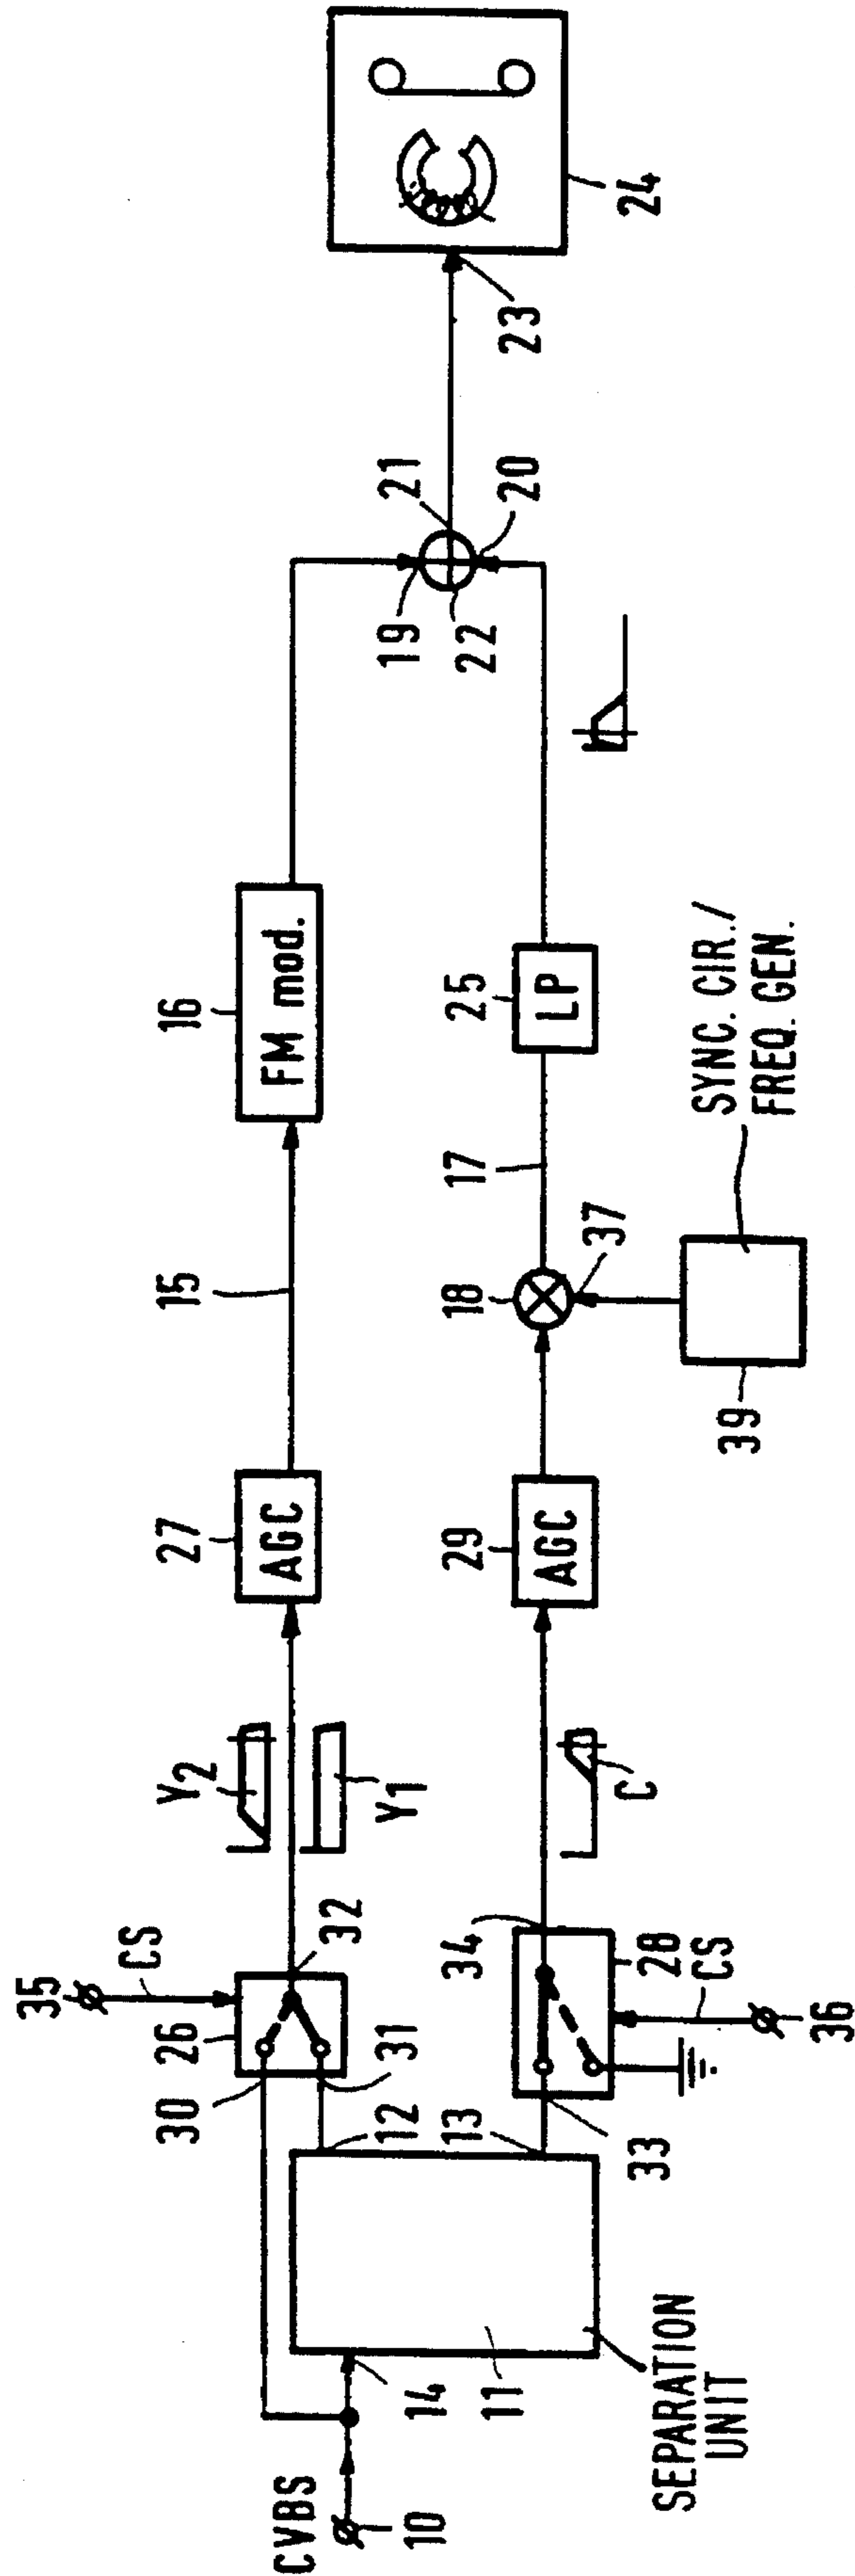 CVBS
10
14
11
SEPARATION
UNIT
12
13
30
31
26
35
CS
32
33
34
28
CS
36
Y2
Y1
C
27
AGC
29
AGC
15
18
37
39
17
SYNC. CIR./
FREQ. GEN.
16
FM mod.
25
LP
19
22
21
20
23
24